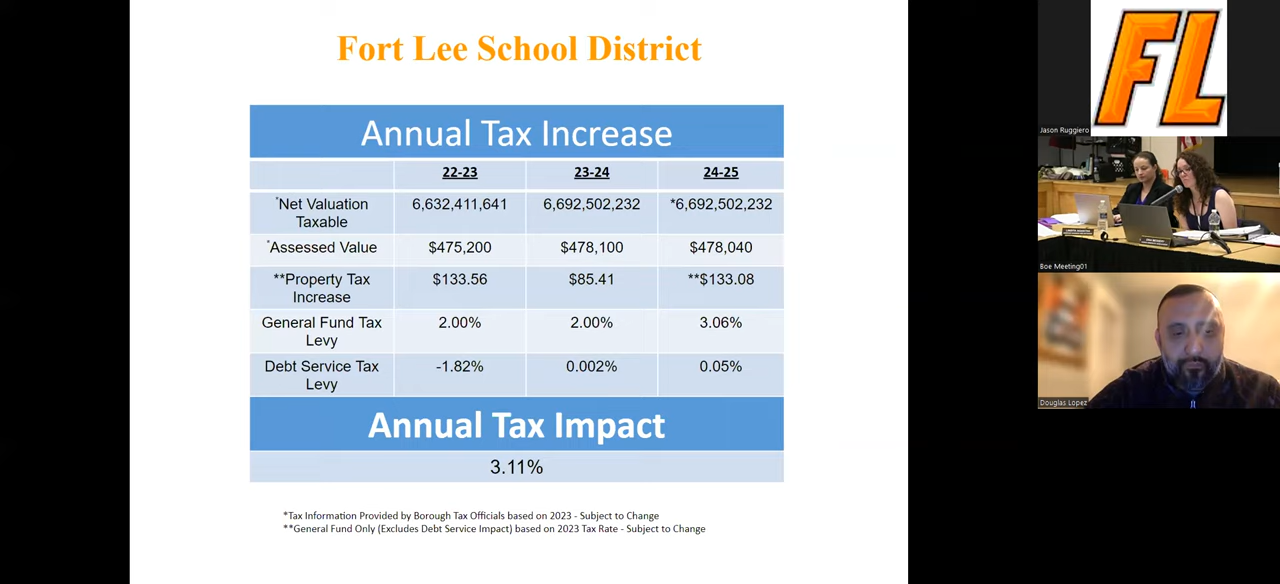 Fort Lee School District
Annual Tax Increase
22-23 23-24 24-25
*Net Valuation Taxable 6,632,411,641 6,692,502,232 *6,692,502,232
*Assessed Value $475,200 $478,100 $478,040
**Property Tax Increase $133.56 $85.41 **$133.08
General Fund Tax Levy 2.00% 2.00% 3.06%
Debt Service Tax Levy -1.82% 0.002% 0.05%
Annual Tax Impact
3.11%
*Tax Information Provided by Borough Tax Officials based on 2023 - Subject to Change
**General Fund Only (Excludes Debt Service Impact) based on 2023 Tax Rate - Subject to Change
FL
Jason Ruggiero
Boe Meeting01
Douglas Lopez